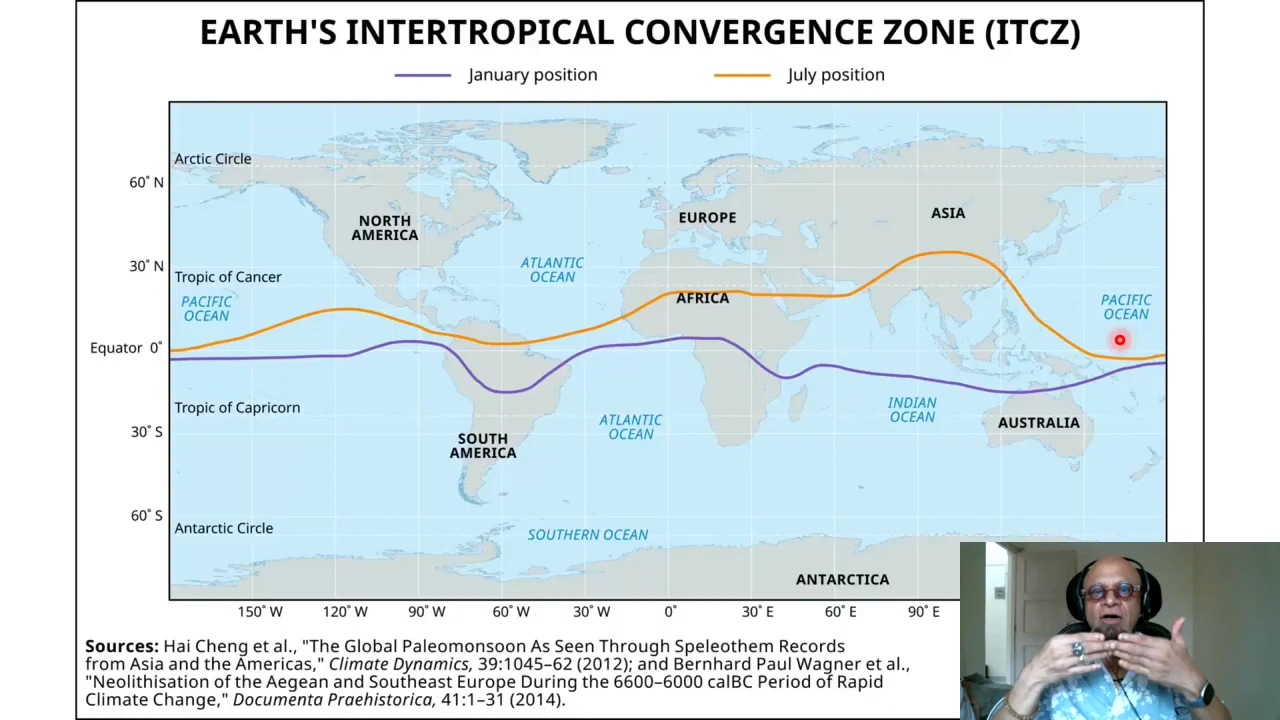 EARTH'S INTERTROPICAL CONVERGENCE ZONE (ITCZ)
January position
July position
Arctic Circle
60° N
NORTH
AMERICA
EUROPE
ASIA
ATLANTIC
OCEAN
30° N
Tropic of Cancer
PACIFIC
OCEAN
AFRICA
PACIFIC
OCEAN
Equator 0°
Tropic of Capricorn
INDIAN
OCEAN
ATLANTIC
OCEAN
AUSTRALIA
30° S
SOUTH
AMERICA
60° S
Antarctic Circle
SOUTHERN OCEAN
ANTARCTICA
150° W 120° W 90° W 60° W 30° W 0° 30° E 60° E 90° E
Sources: Hai Cheng et al., "The Global Paleomonsoon As Seen Through Speleothem Records
from Asia and the Americas," Climate Dynamics, 39:1045–62 (2012); and Bernhard Paul Wagner et al.,
"Neolithisation of the Aegean and Southeast Europe During the 6600–6000 calBC Period of Rapid
Climate Change," Documenta Praehistorica, 41:1–31 (2014).